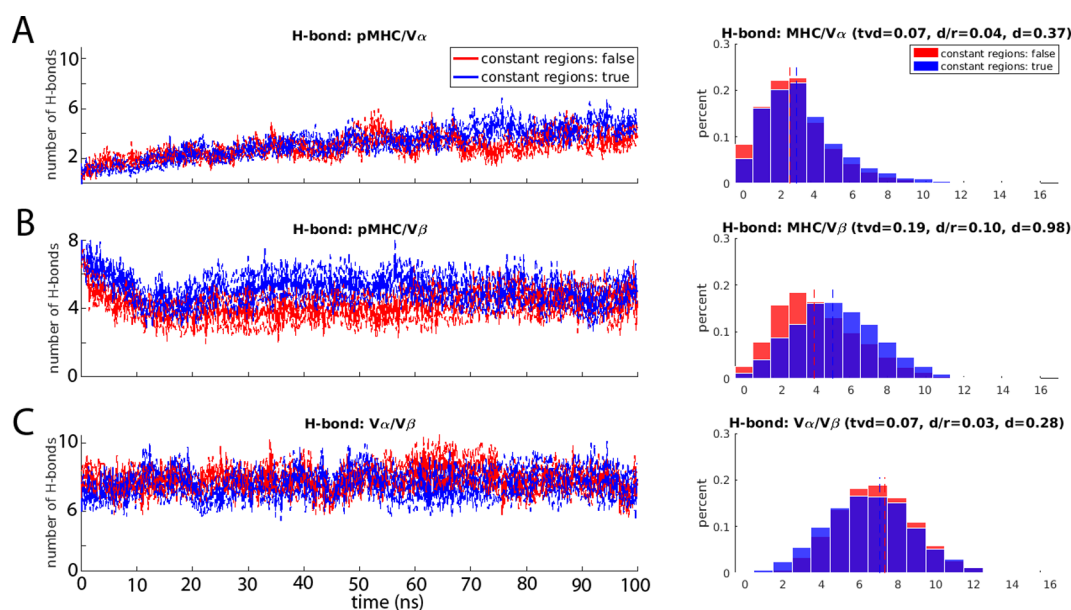 A
H-bond: pMHC/Vα
number of H-bonds
10
6
2
constant regions: false
constant regions: true
H-bond: MHC/Vα (tvd=0.07, d/r=0.04, d=0.37)
percent
0.3
0.2
0.1
0
constant regions: false
constant regions: true
0 2 4 6 8 10 12 14 16
B
H-bond: pMHC/Vβ
number of H-bonds
8
4
0
H-bond: MHC/Vβ (tvd=0.19, d/r=0.10, d=0.98)
percent
0.3
0.2
0.1
0
0 2 4 6 8 10 12 14 16
C
H-bond: Vα/Vβ
number of H-bonds
10
6
0
0 10 20 30 40 50 60 70 80 90 100
time (ns)
H-bond: Vα/Vβ (tvd=0.07, d/r=0.03, d=0.28)
percent
0.3
0.2
0.1
0
0 2 4 6 8 10 12 14 16